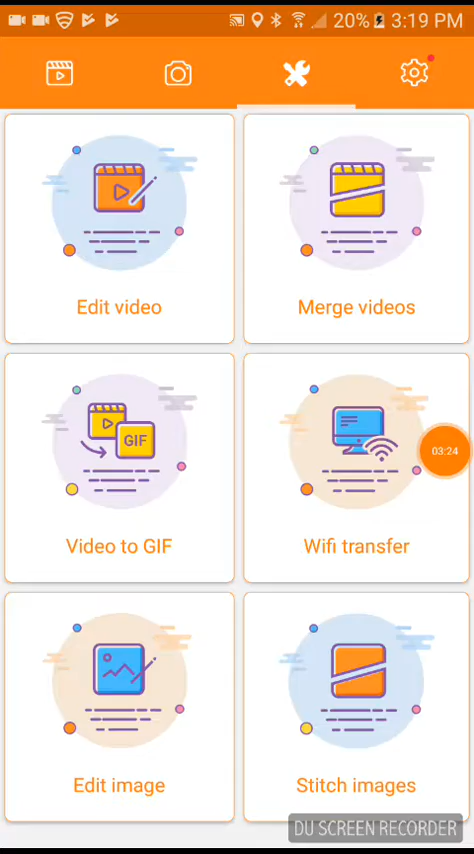 20% 3:19 PM
Edit video
Merge videos
GIF
03:24
Video to GIF
Wifi transfer
Edit image
Stitch images
DU SCREEN RECORDER